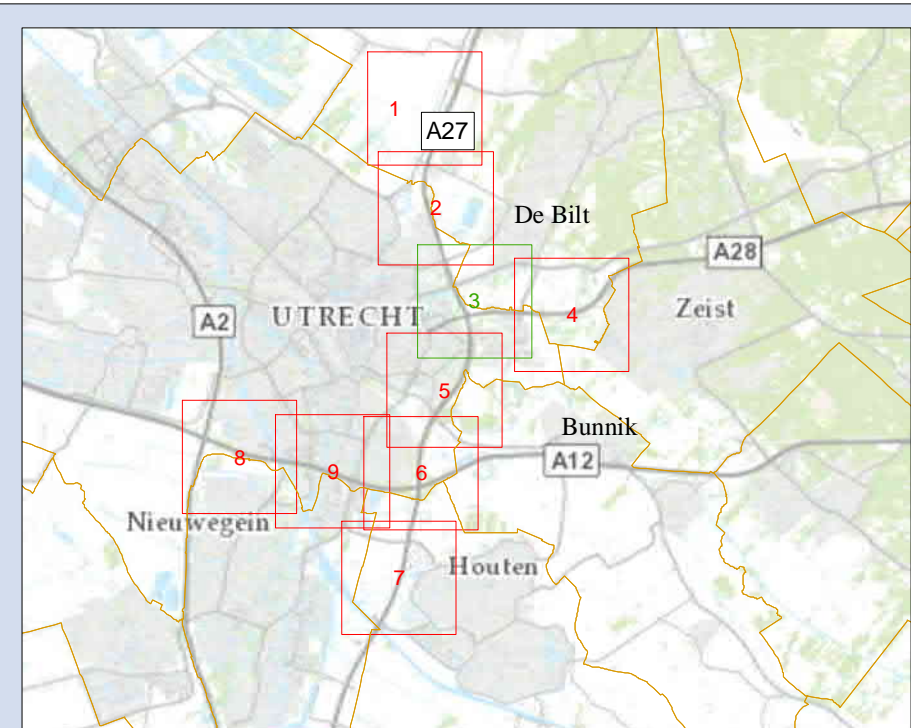 1
A27
2
De Bilt
A28
3
4
Zeist
A2
UTRECHT
5
Bunnik
A12
8
9
6
Nieuwegein
Houten
7